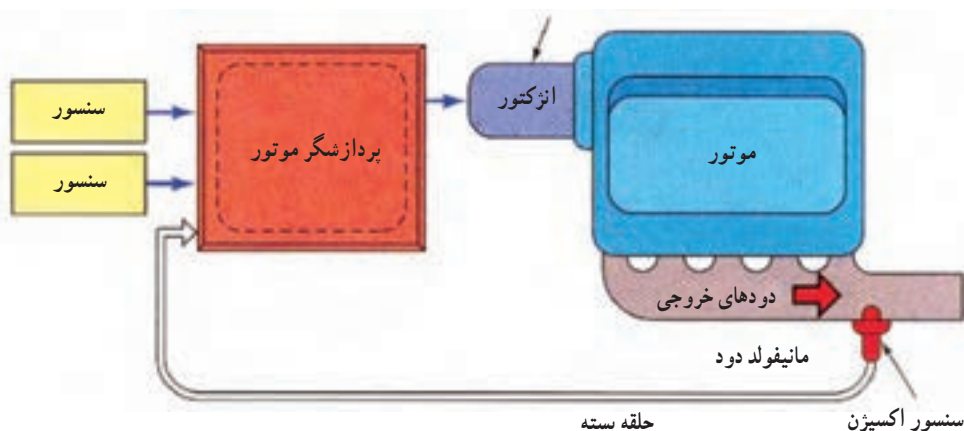 انژکتور
سنسور
پردازشگر موتور
موتور
سنسور
دودهای خروجی
مانیفولد دود
حلقه بسته
سنسور اکسیژن